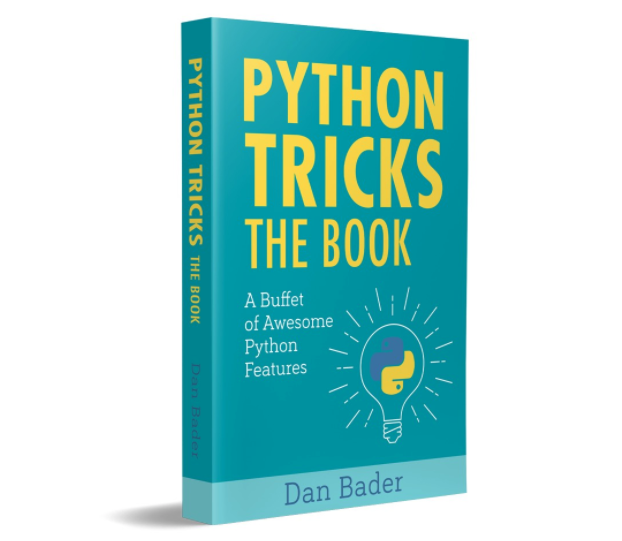 PYTHON TRICKS THE BOOK
Dan Bader
PYTHON
TRICKS
THE BOOK
A Buffet
of Awesome
Python
Features
Dan Bader